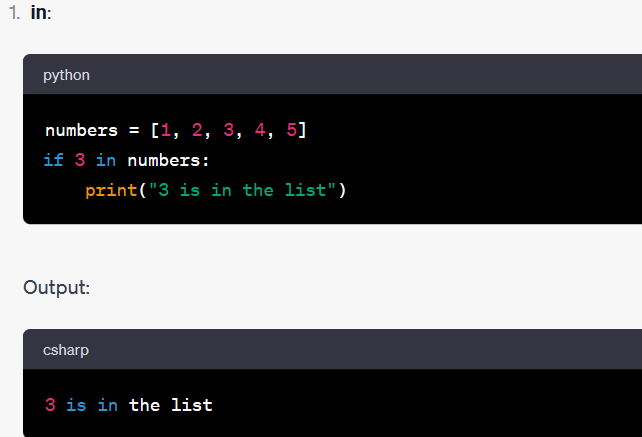 1. in:
python
numbers = [1, 2, 3, 4, 5]
if 3 in numbers:
    print("3 is in the list")
Output:
csharp
3 is in the list